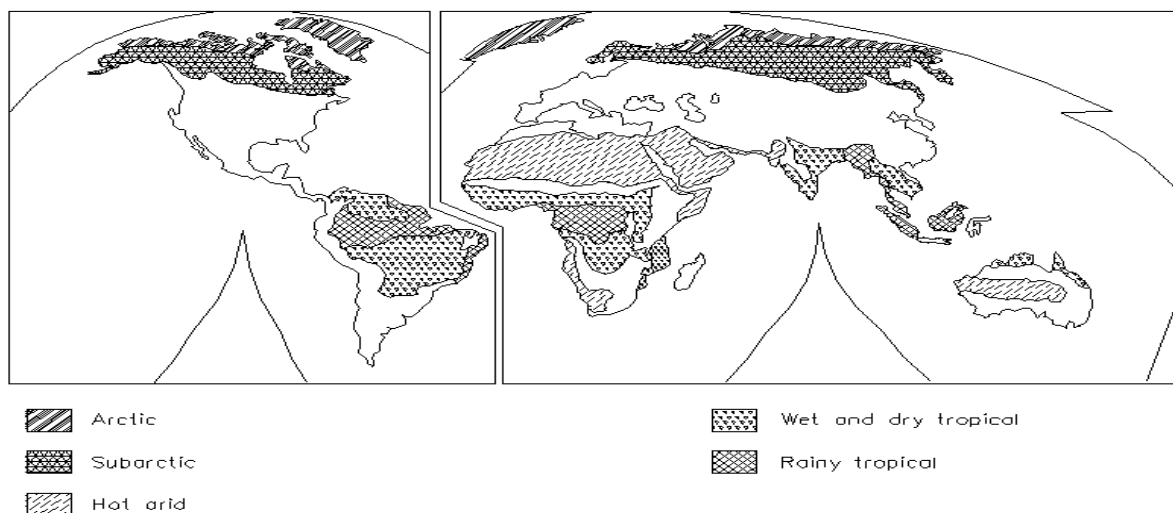 Arctic
Subarctic
Hot arid
Wet and dry tropical
Rainy tropical